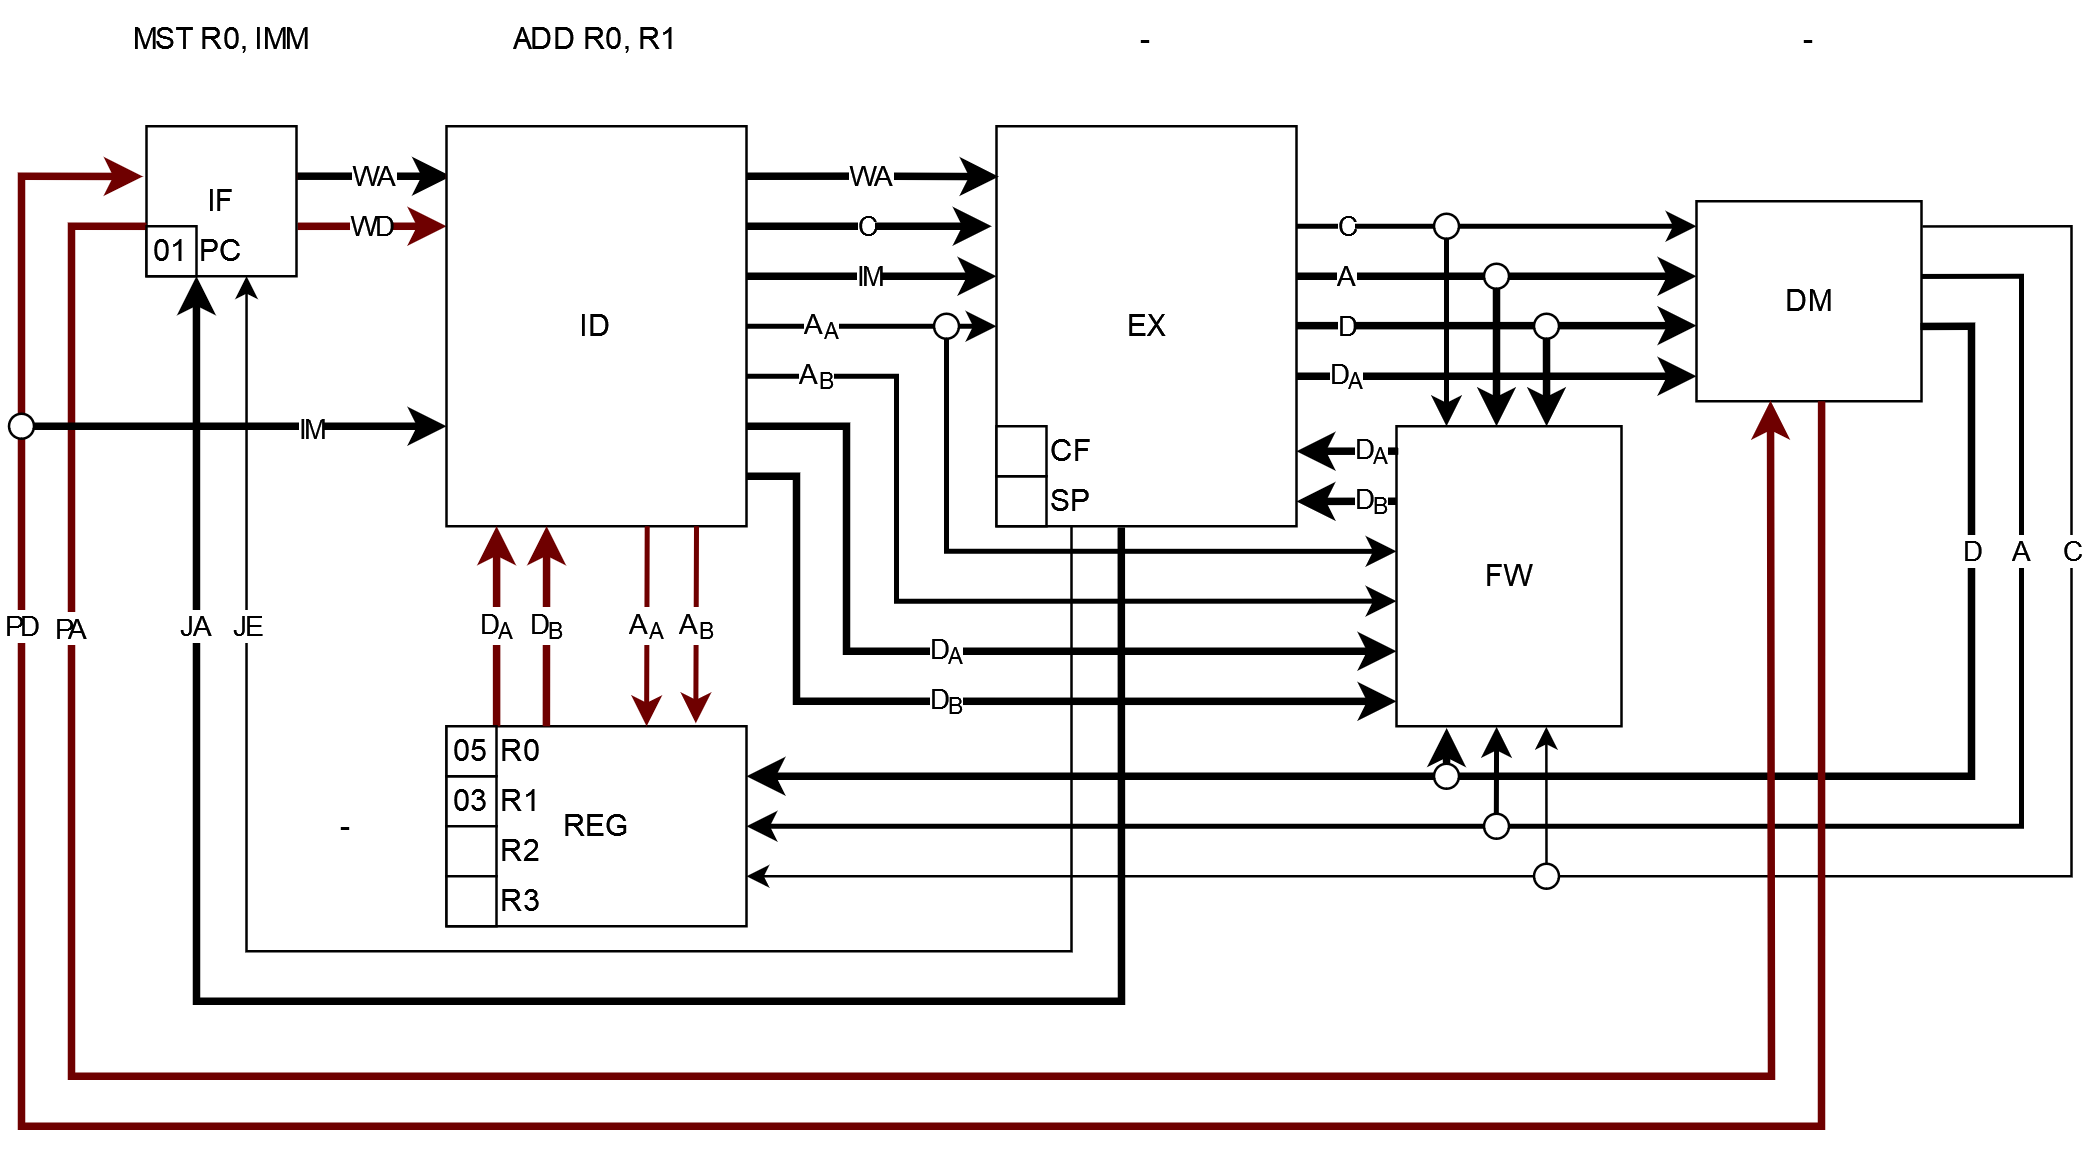 MST R0, IMM
ADD R0, R1
-
-
IF
01 PC
WA
WD
ID
WA
O
IM
AA
AB
EX
CF
SP
C
A
D
DA
DM
DA
DB
FW
IM
PD
PA
JA
JE
DA
DB
AA
AB
DA
DB
D
A
C
05 R0
03 R1
R2
R3
REG
-